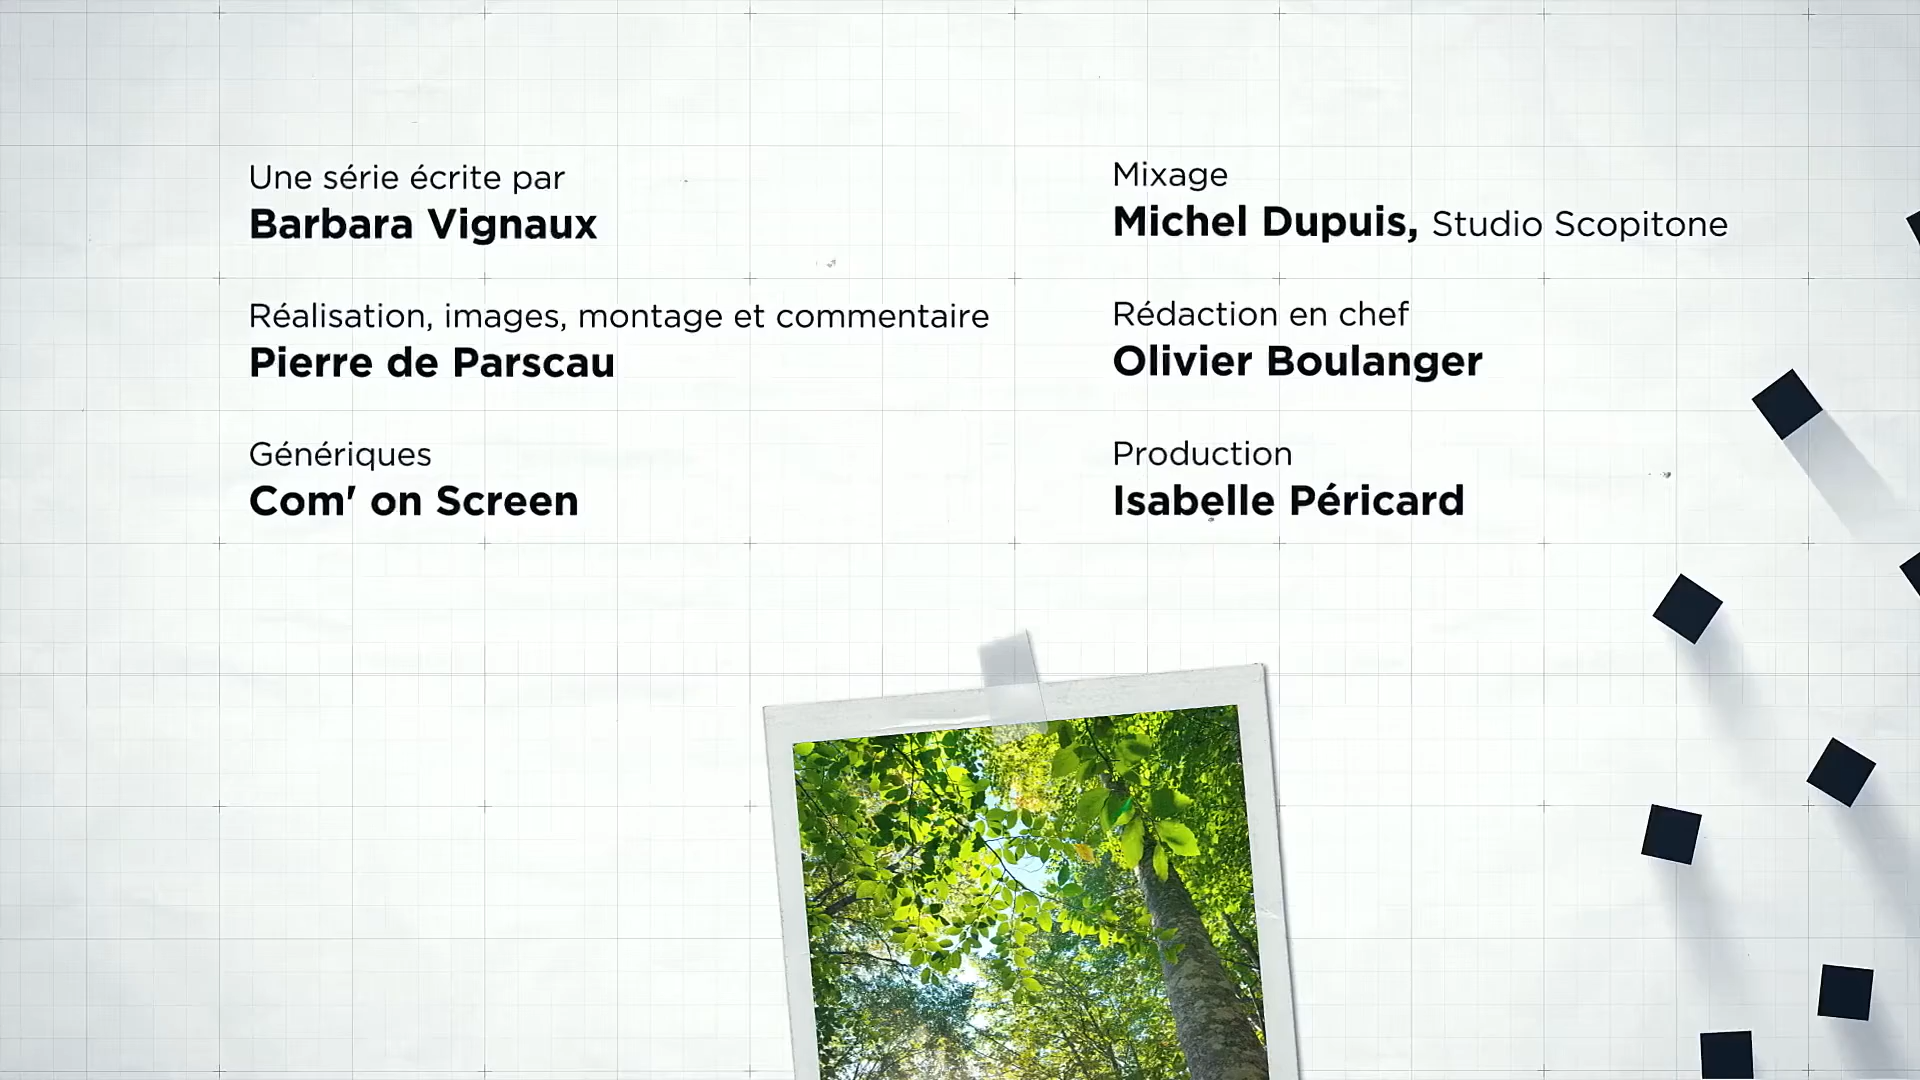 Une série écrite par
Barbara Vignaux
Réalisation, images, montage et commentaire
Pierre de Parscau
Génériques
Com' on Screen
Mixage
Michel Dupuis, Studio Scopitone
Rédaction en chef
Olivier Boulanger
Production
Isabelle Péricard